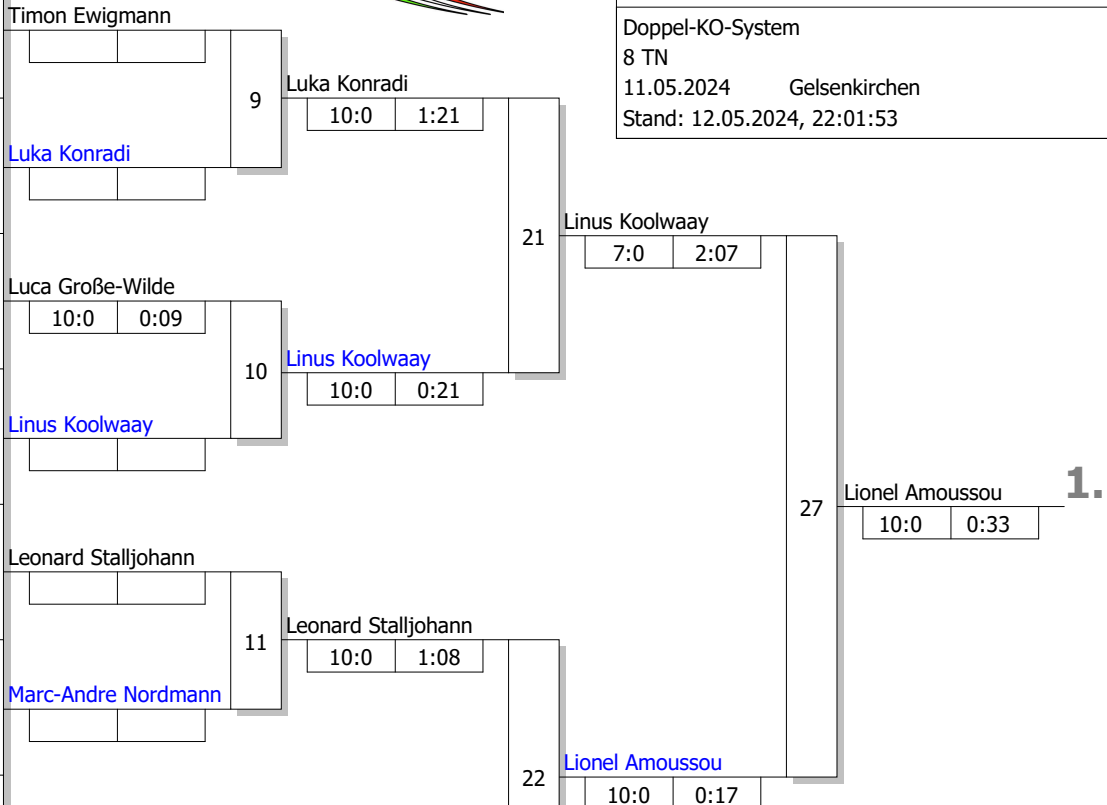 Timon Ewigmann
Doppel-KO-System
8 TN
11.05.2024 Gelsenkirchen
Stand: 12.05.2024, 22:01:53
9
Luka Konradi
10:0 1:21
Luka Konradi
21
Linus Koolwaay
7:0 2:07
Luca Große-Wilde
10:0 0:09
10
Linus Koolwaay
10:0 0:21
Linus Koolwaay
27
Lionel Amoussou
10:0 0:33
1.
Leonard Stalljohann
11
Leonard Stalljohann
10:0 1:08
Marc-Andre Nordmann
22
Lionel Amoussou
10:0 0:17